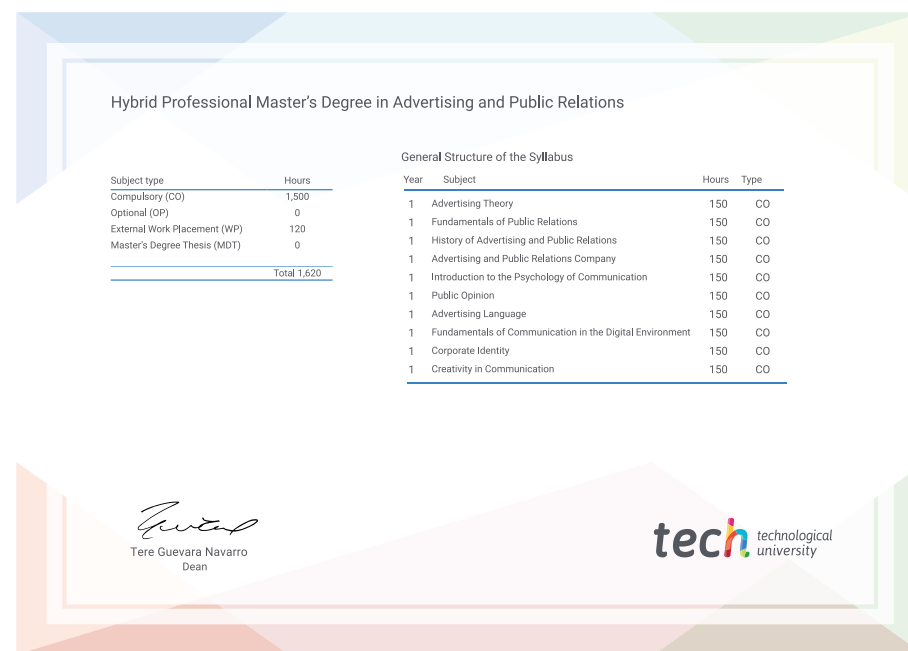 Hybrid Professional Master's Degree in Advertising and Public Relations
General Structure of the Syllabus
Subject type Hours
Compulsory (CO) 1,500
Optional (OP) 0
External Work Placement (WP) 120
Master's Degree Thesis (MDT) 0
Total 1,620
Year Subject Hours Type
1 Advertising Theory 150 CO
1 Fundamentals of Public Relations 150 CO
1 History of Advertising and Public Relations 150 CO
1 Advertising and Public Relations Company 150 CO
1 Introduction to the Psychology of Communication 150 CO
1 Public Opinion 150 CO
1 Advertising Language 150 CO
1 Fundamentals of Communication in the Digital Environment 150 CO
1 Corporate Identity 150 CO
1 Creativity in Communication 150 CO
Tere Guevara Navarro
Dean
tech technological
university